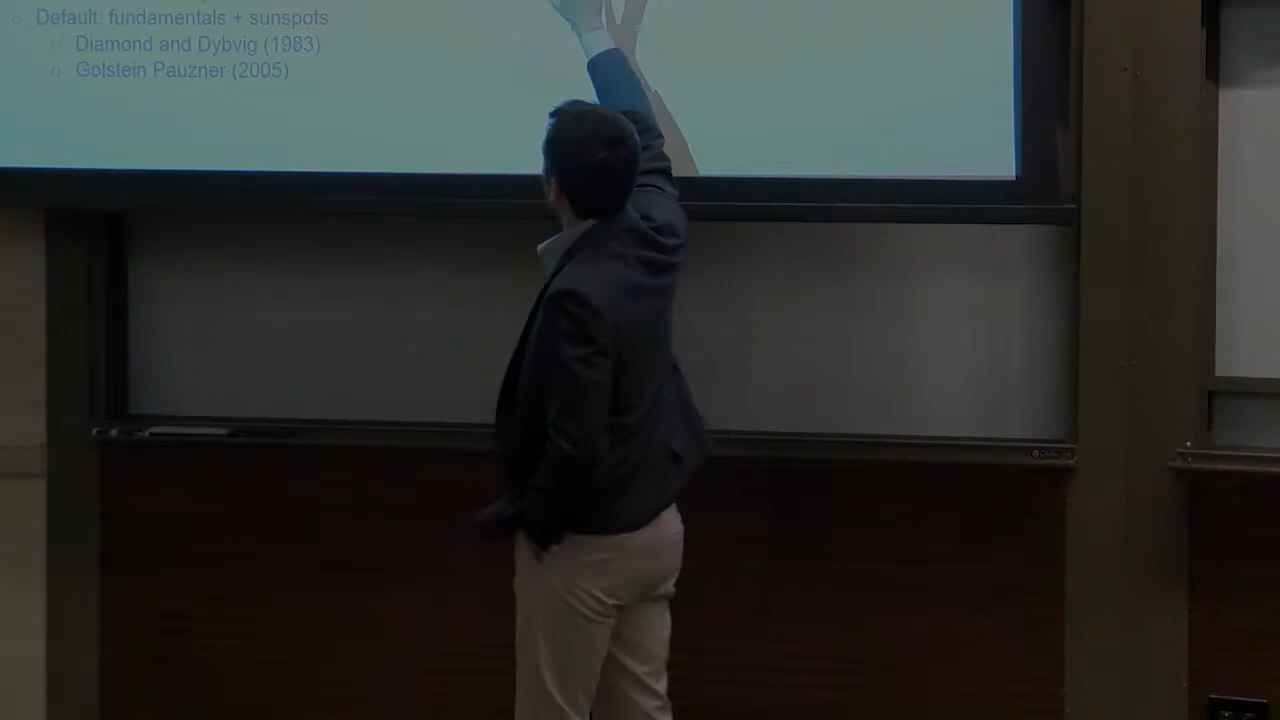 Default: fundamentals + sunspots
Diamond and Dybvig (1983)
Golstein Pauzner (2005)